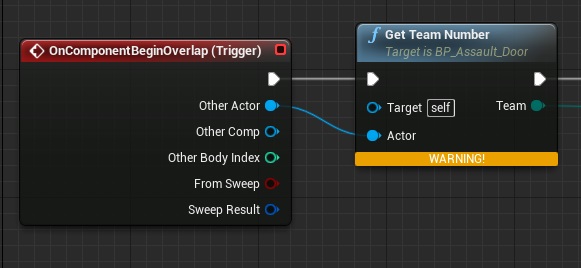 OnComponentBeginOverlap (Trigger)
Other Actor
Other Comp
Other Body Index
From Sweep
Sweep Result
f Get Team Number
Target is BP_Assault_Door
Target self
Team
Actor
WARNING!